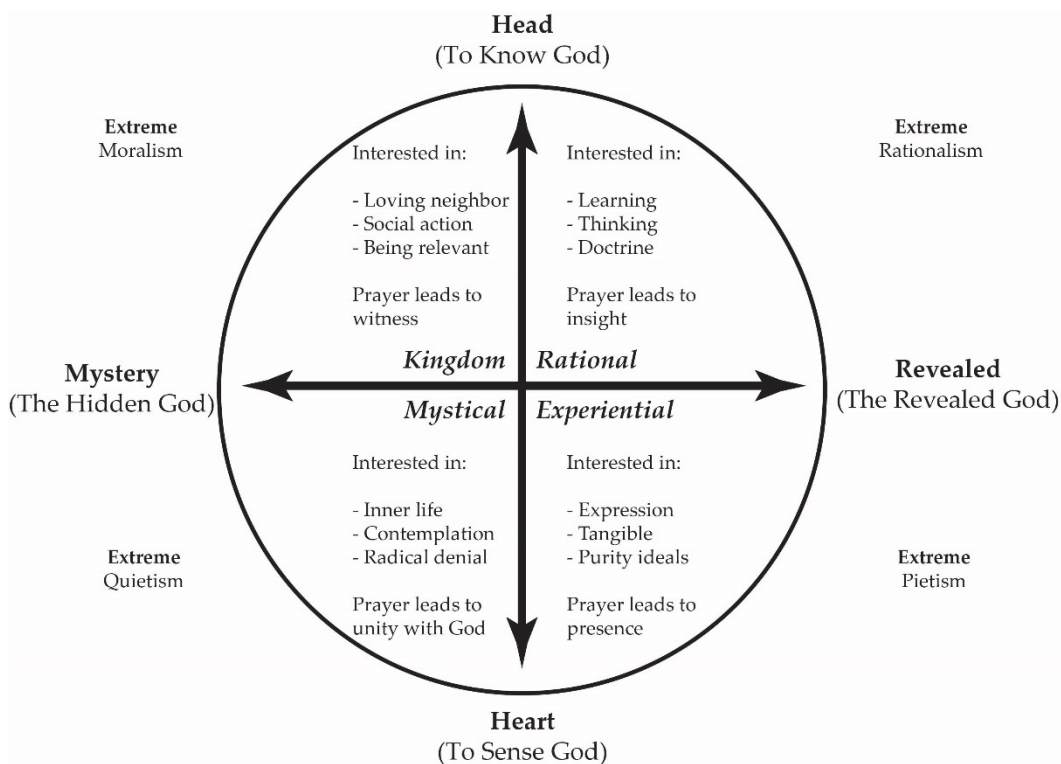 Head
(To Know God)
Extreme
Moralism
Extreme
Rationalism
Interested in:
- Loving neighbor
- Social action
- Being relevant
Prayer leads to
witness
Interested in:
- Learning
- Thinking
- Doctrine
Prayer leads to
insight
Kingdom
Rational
Mystery
(The Hidden God)
Revealed
(The Revealed God)
Mystical
Experiential
Interested in:
- Inner life
- Contemplation
- Radical denial
Prayer leads to
unity with God
Interested in:
- Expression
- Tangible
- Purity ideals
Prayer leads to
presence
Extreme
Quietism
Extreme
Pietism
Heart
(To Sense God)